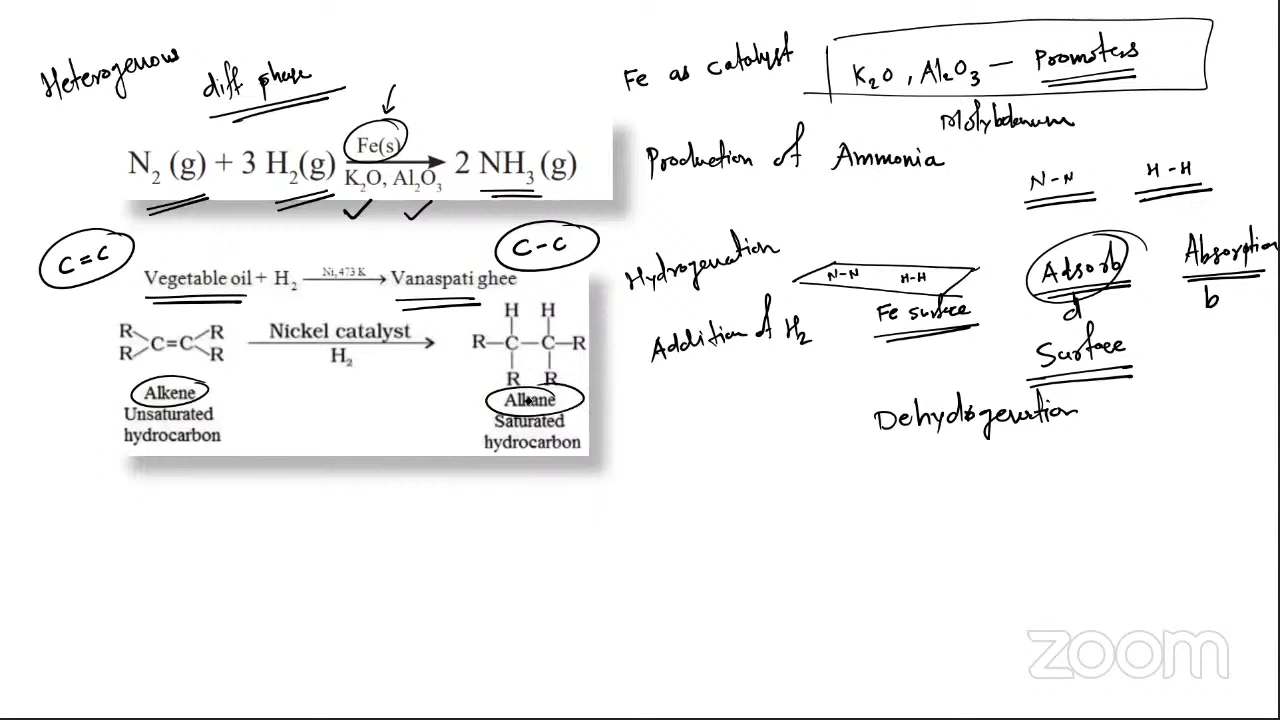 Heterogenous
diff phase
N2 (g) + 3 H2(g) Fe(s) K2O, Al2O3 2 NH3 (g)
C=C
C-C
Vegetable oil + H2 Ni, 473 K Vanaspati ghee
R R C=C R R
Nickel catalyst
H2
H H
R-C-C-R
R R
Alkene
Unsaturated
hydrocarbon
Alkane
Saturated
hydrocarbon
Fe as catalyst
K2O, Al2O3 - Promoters
Molybdenum
Production of Ammonia
N-N H-H
Hydrogenation
Addition of H2
N-N H-H
Fe surface
Adsorb
d
Absorption
b
Surface
Dehydrogenation
zoom